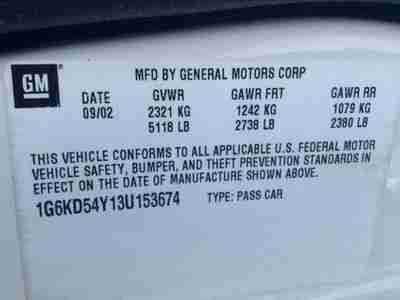 GM
MFD BY GENERAL MOTORS CORP
DATE GVWR GAWR FRT GAWR RR
09/02 2321 KG 1242 KG 1079 KG
5118 LB 2738 LB 2380 LB
THIS VEHICLE CONFORMS TO ALL APPLICABLE U.S. FEDERAL MOTOR
VEHICLE SAFETY, BUMPER, AND THEFT PREVENTION STANDARDS IN
EFFECT ON THE DATE OF MANUFACTURE SHOWN ABOVE.
1G6KD54Y13U153674 TYPE: PASS CAR